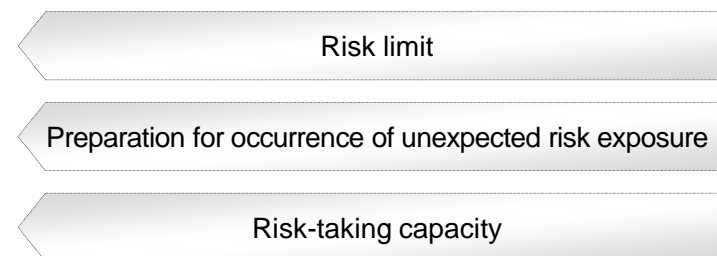 Risk limit
Preparation for occurrence of unexpected risk exposure
Risk-taking capacity